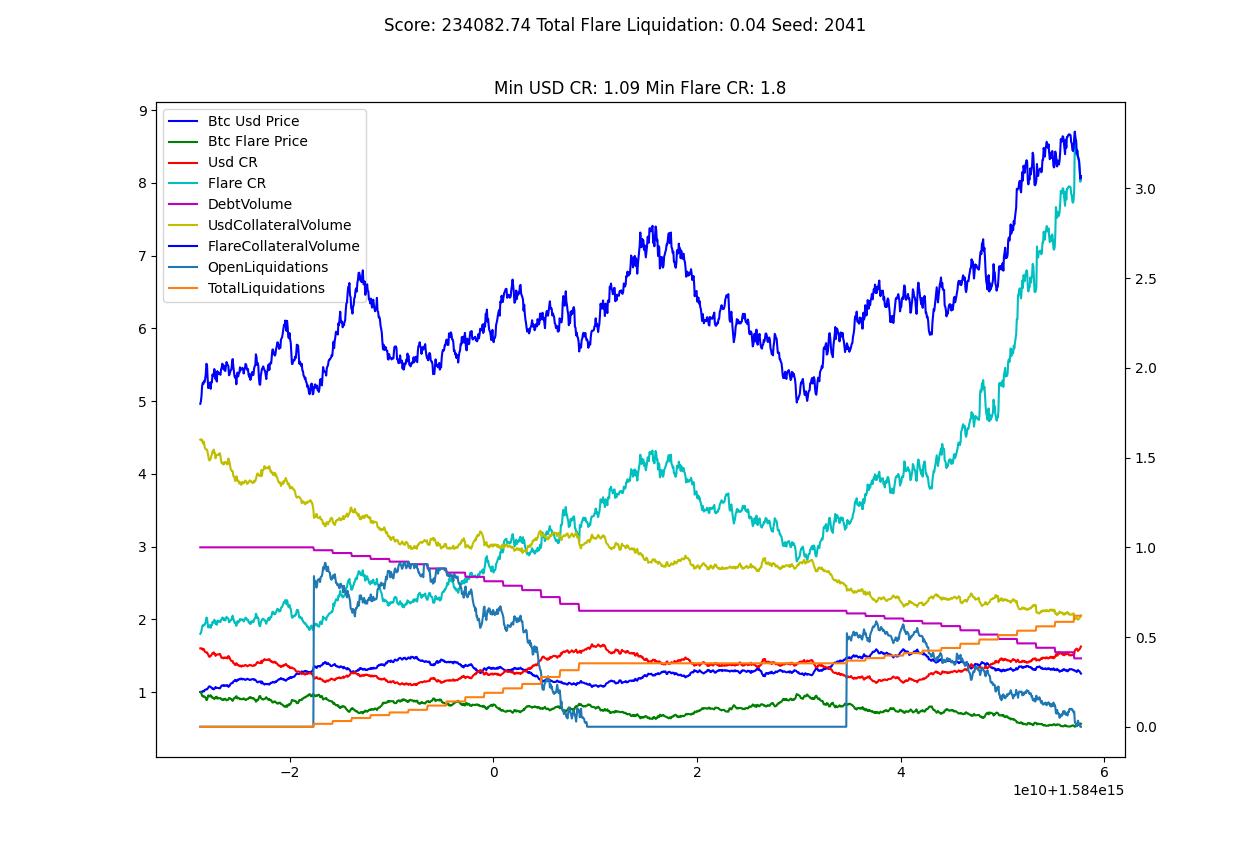 Score: 234082.74 Total Flare Liquidation: 0.04 Seed: 2041
Min USD CR: 1.09 Min Flare CR: 1.8
Btc Usd Price
Btc Flare Price
Usd CR
Flare CR
DebtVolume
UsdCollateralVolume
FlareCollateralVolume
OpenLiquidations
TotalLiquidations
9
8
7
6
5
4
3
2
1
3.0
2.5
2.0
1.5
1.0
0.5
0.0
−2
0
2
4
6
1e10+1.584e15